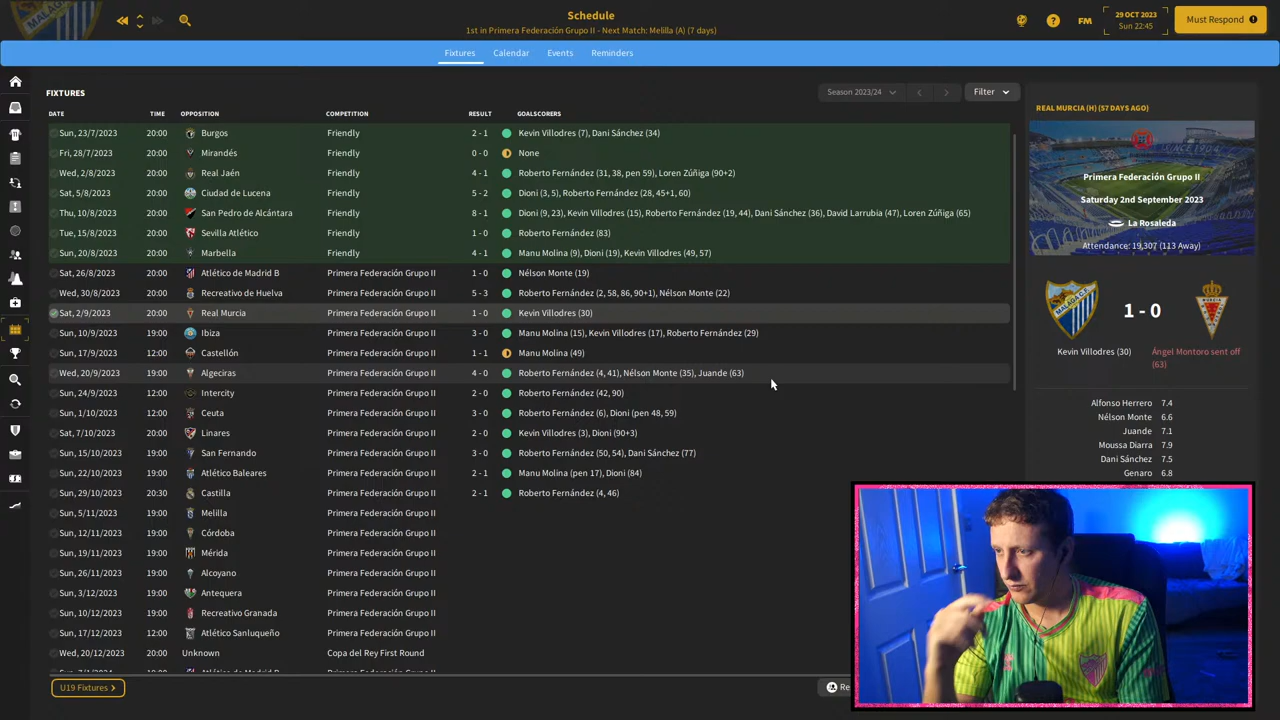 Schedule
1st in Primera Federación Grupo II - Next Match: Melilla (A) (7 days)
FM
29 OCT 2023
Sun 22:45
Must Respond
Fixtures Calendar Events Reminders
FIXTURES
Season 2023/24
Filter
DATE TIME OPPOSITION COMPETITION RESULT GOALSCORERS
Sun, 23/7/2023 20:00 Burgos Friendly 2 - 1 Kevin Villodres (7), Dani Sánchez (34)
Fri, 28/7/2023 20:00 Mirandés Friendly 0 - 0 None
Wed, 2/8/2023 20:00 Real Jaén Friendly 4 - 1 Roberto Fernández (31, 38, pen 59), Loren Zúñiga (90+2)
Sat, 5/8/2023 20:00 Ciudad de Lucena Friendly 5 - 2 Dioni (3, 5), Roberto Fernández (28, 45+1, 60)
Thu, 10/8/2023 20:00 San Pedro de Alcántara Friendly 8 - 1 Dioni (9, 23), Kevin Villodres (15), Roberto Fernández (19, 44), Dani Sánchez (36), David Larrubia (47), Loren Zúñiga (65)
Tue, 15/8/2023 20:00 Sevilla Atlético Friendly 1 - 0 Roberto Fernández (83)
Sun, 20/8/2023 20:00 Marbella Friendly 4 - 1 Manu Molina (9), Dioni (19), Kevin Villodres (49, 57)
Sat, 26/8/2023 20:00 Atlético de Madrid B Primera Federación Grupo II 1 - 0 Nélson Monte (19)
Wed, 30/8/2023 20:00 Recreativo de Huelva Primera Federación Grupo II 5 - 3 Roberto Fernández (2, 58, 86, 90+1), Nélson Monte (22)
Sat, 2/9/2023 20:00 Real Murcia Primera Federación Grupo II 1 - 0 Kevin Villodres (30)
Sun, 10/9/2023 19:00 Ibiza Primera Federación Grupo II 3 - 0 Manu Molina (15), Kevin Villodres (17), Roberto Fernández (29)
Sun, 17/9/2023 12:00 Castellón Primera Federación Grupo II 1 - 1 Manu Molina (49)
Wed, 20/9/2023 19:00 Algeciras Primera Federación Grupo II 4 - 0 Roberto Fernández (4, 41), Nélson Monte (35), Juande (63)
Sun, 24/9/2023 12:00 Intercity Primera Federación Grupo II 2 - 0 Roberto Fernández (42, 90)
Sun, 1/10/2023 12:00 Ceuta Primera Federación Grupo II 3 - 0 Roberto Fernández (6), Dioni (pen 48, 59)
Sat, 7/10/2023 20:00 Linares Primera Federación Grupo II 2 - 0 Kevin Villodres (3), Dioni (90+3)
Sun, 15/10/2023 19:00 San Fernando Primera Federación Grupo II 3 - 0 Roberto Fernández (50, 54), Dani Sánchez (77)
Sun, 22/10/2023 19:00 Atlético Baleares Primera Federación Grupo II 2 - 1 Manu Molina (pen 17), Dioni (84)
Sun, 29/10/2023 20:30 Castilla Primera Federación Grupo II 2 - 1 Roberto Fernández (4, 46)
Sun, 5/11/2023 19:00 Melilla Primera Federación Grupo II
Sun, 12/11/2023 19:00 Córdoba Primera Federación Grupo II
Sun, 19/11/2023 19:00 Mérida Primera Federación Grupo II
Sun, 26/11/2023 19:00 Alcoyano Primera Federación Grupo II
Sun, 3/12/2023 19:00 Antequera Primera Federación Grupo II
Sun, 10/12/2023 19:00 Recreativo Granada Primera Federación Grupo II
Sun, 17/12/2023 12:00 Atlético Sanluqueño Primera Federación Grupo II
Wed, 20/12/2023 20:00 Unknown Copa del Rey First Round
U19 Fixtures
Re
REAL MURCIA (H) (57 DAYS AGO)
Primera Federación Grupo II
Saturday 2nd September 2023
La Rosaleda
Attendance: 19,307 (113 Away)
1 - 0
Kevin Villodres (30) Ángel Montoro sent off
(63)
Alfonso Herrero 7.4
Nélson Monte 6.6
Juande 7.1
Moussa Diarra 7.9
Dani Sánchez 7.5
Genaro 6.8